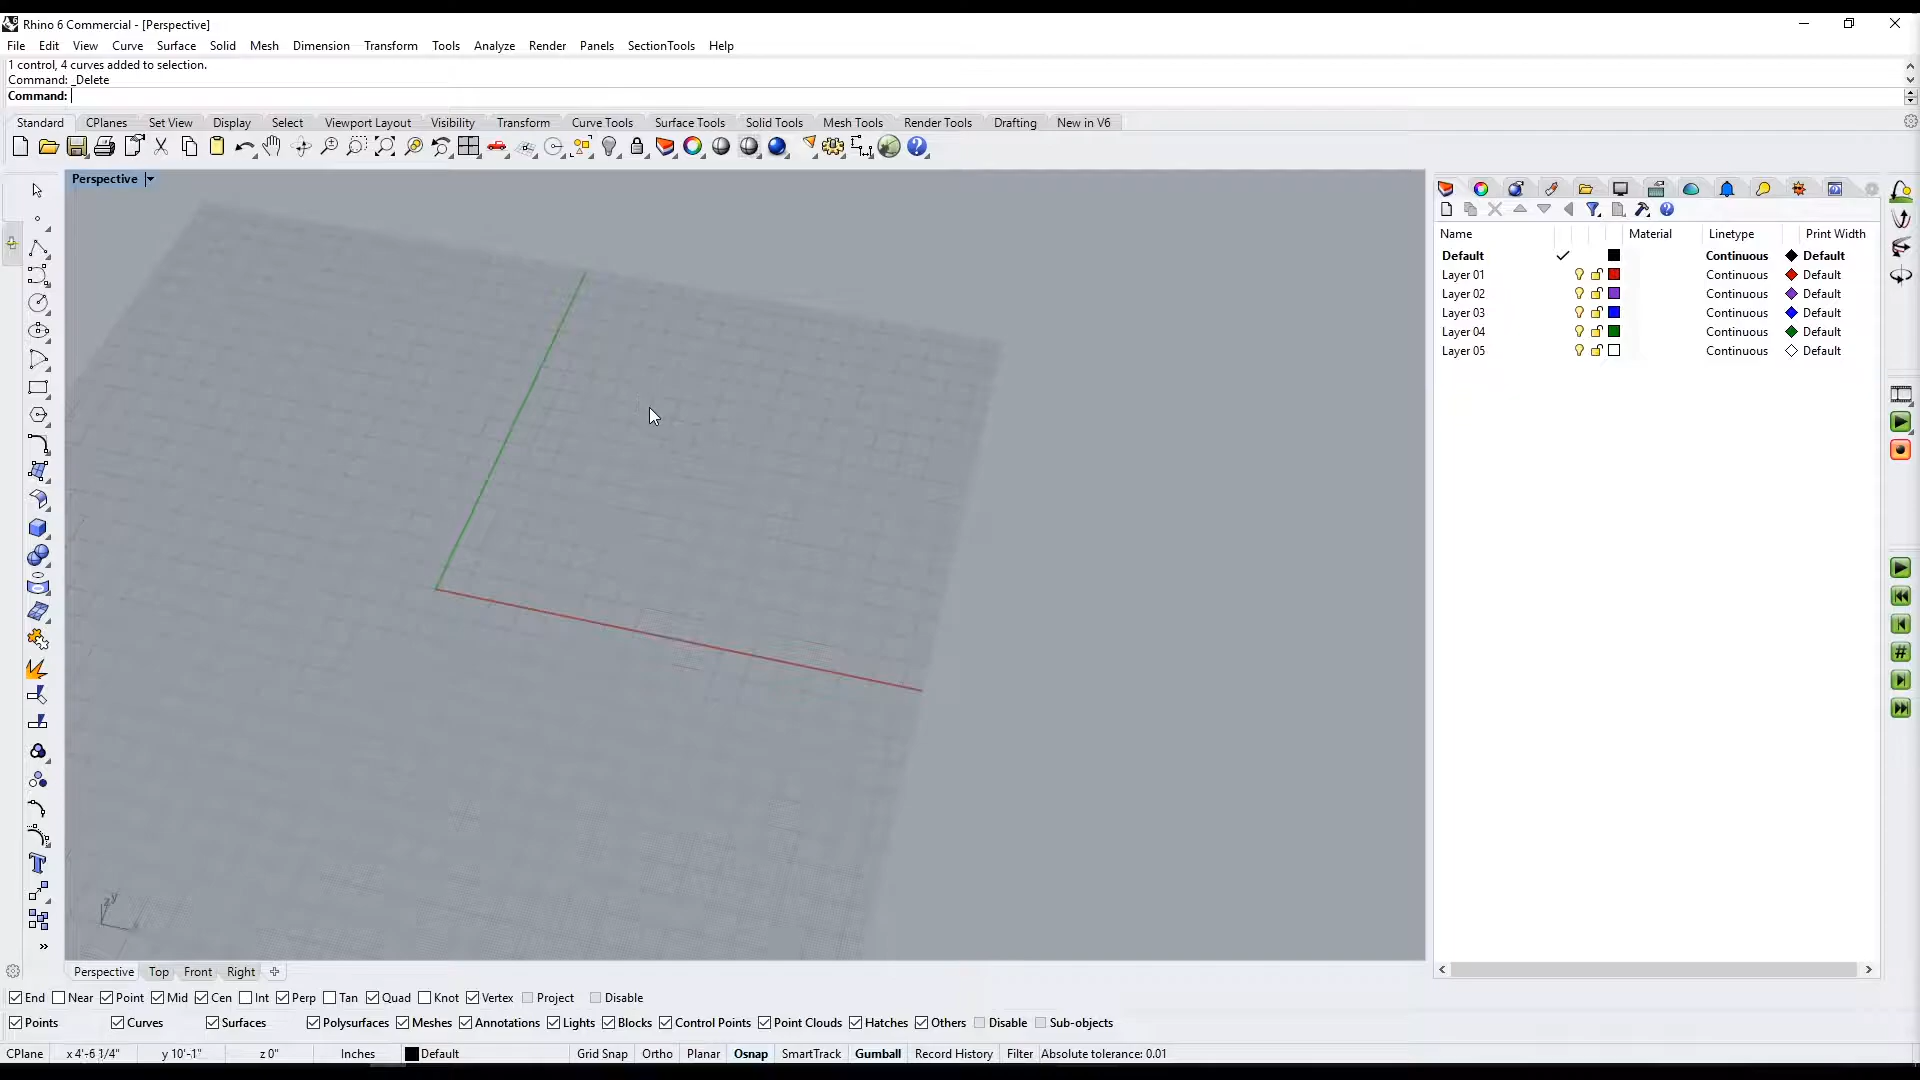 Rhino 6 Commercial - [Perspective]
File Edit View Curve Surface Solid Mesh Dimension Transform Tools Analyze Render Panels SectionTools Help
1 control, 4 curves added to selection.
Command: _Delete
Command:
Standard CPlanes Set View Display Select Viewport Layout Visibility Transform Curve Tools Surface Tools Solid Tools Mesh Tools Render Tools Drafting New in V6
Perspective
Name Material Linetype Print Width
Default Continuous Default
Layer 01 Continuous Default
Layer 02 Continuous Default
Layer 03 Continuous Default
Layer 04 Continuous Default
Layer 05 Continuous Default
z y
Perspective Top Front Right
End Near Point Mid Cen Int Perp Tan Quad Knot Vertex Project Disable
Points Curves Surfaces Polysurfaces Meshes Annotations Lights Blocks Control Points Point Clouds Hatches Others Disable Sub-objects
CPlane x 4'-6 1/4" y 10'-1" z 0" Inches Default Grid Snap Ortho Planar Osnap SmartTrack Gumball Record History Filter Absolute tolerance: 0.01